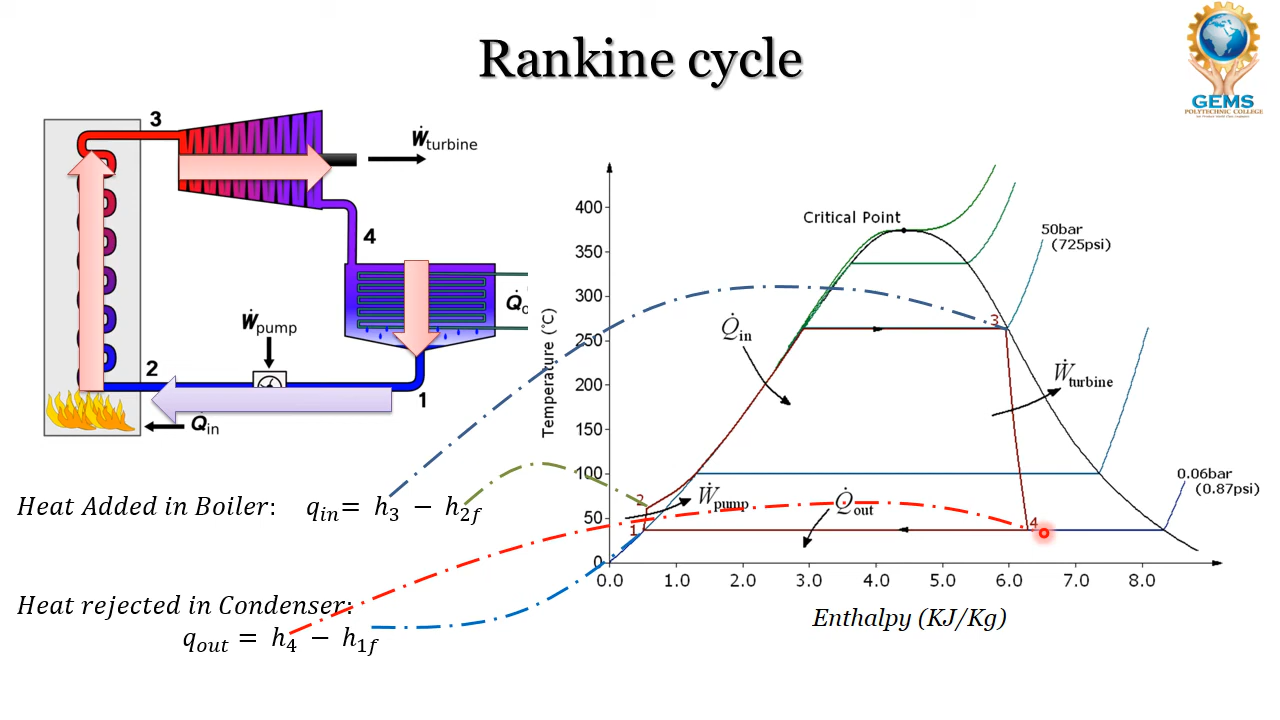 Rankine cycle
GEMS
POLYTECHNIC COLLEGE
3
Ẇturbine
4
Q̇o
Ẇpump
2
1
Q̇in
Heat Added in Boiler: qin = h3 − h2f
Heat rejected in Condenser:
qout = h4 − h1f
Temperature (°C)
400
350
300
250
200
150
100
50
0
Critical Point
50bar
(725psi)
Q̇in
3
Ẇturbine
0.06bar
(0.87psi)
2
Ẇpump
Q̇out
1
4
0.0 1.0 2.0 3.0 4.0 5.0 6.0 7.0 8.0
Enthalpy (KJ/Kg)